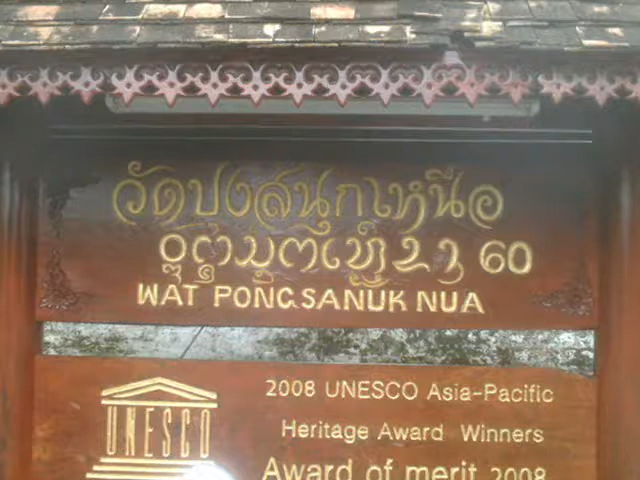 วัดปงสนุกเหนือ
60
WAT PONGSANUK NUA
UNESCO
2008 UNESCO Asia-Pacific
Heritage Award Winners
Award of merit 2008